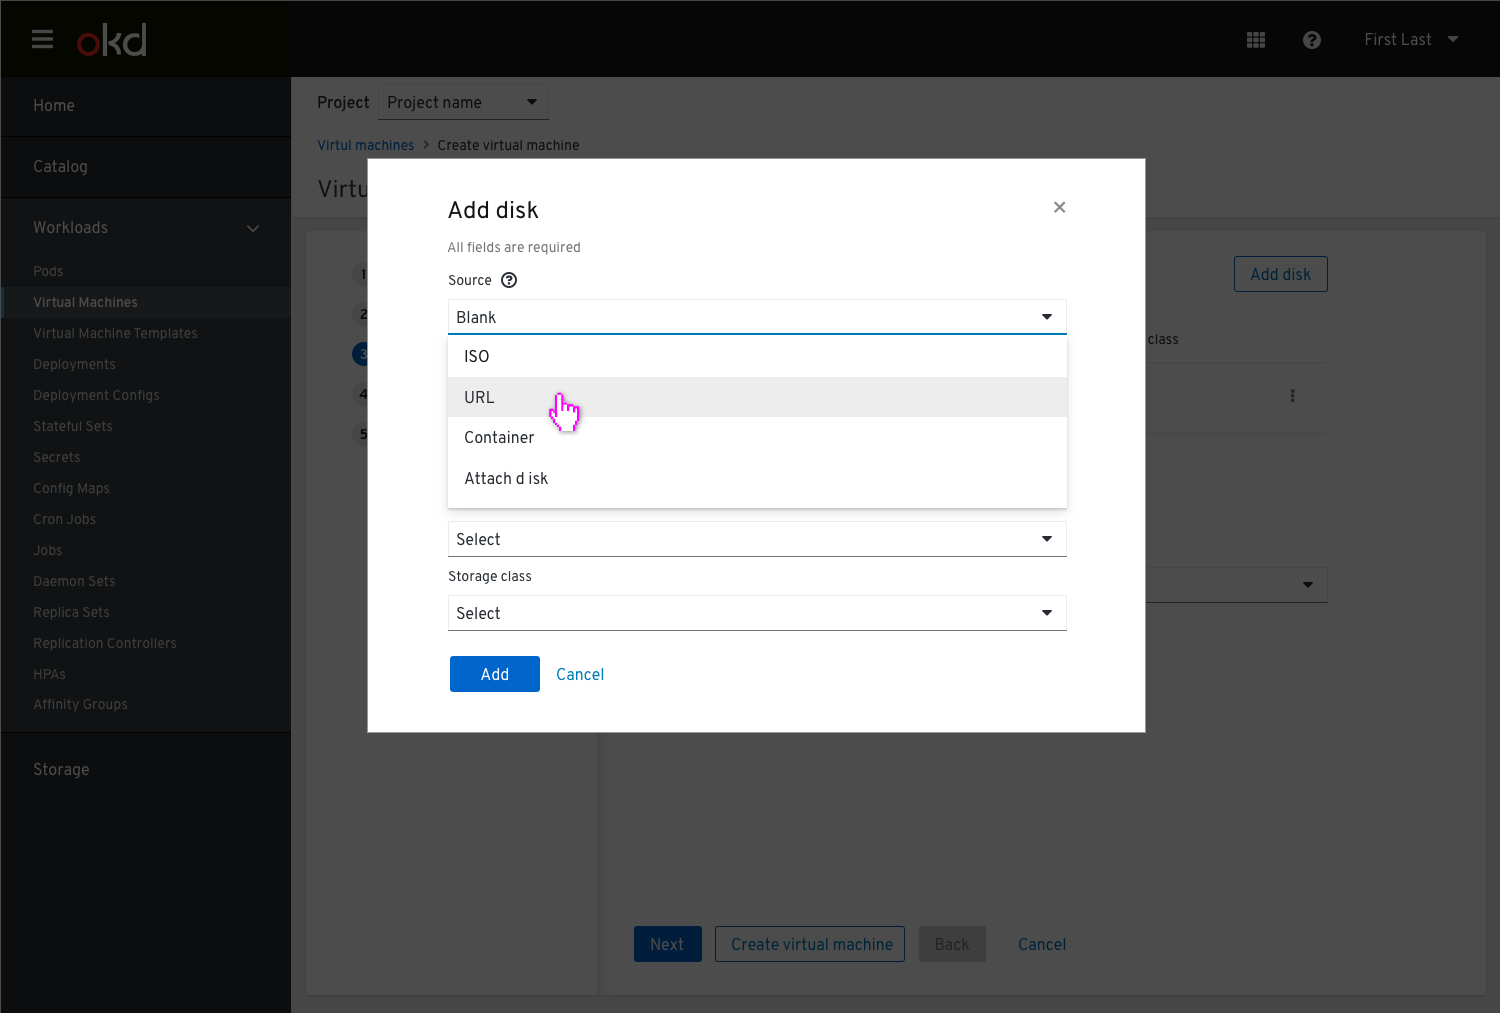 okd
First Last
Home
Catalog
Workloads
Pods
Virtual Machines
Virtual Machine Templates
Deployments
Deployment Configs
Stateful Sets
Secrets
Config Maps
Cron Jobs
Jobs
Daemon Sets
Replica Sets
Replication Controllers
HPAs
Affinity Groups
Storage
Project Project name
Virtul machines > Create virtual machine
Virtu
1
2
3
4
5
Add disk
class
Add disk
All fields are required
Source
Blank
ISO
URL
Container
Attach d isk
Select
Storage class
Select
Add Cancel
Next Create virtual machine Back Cancel